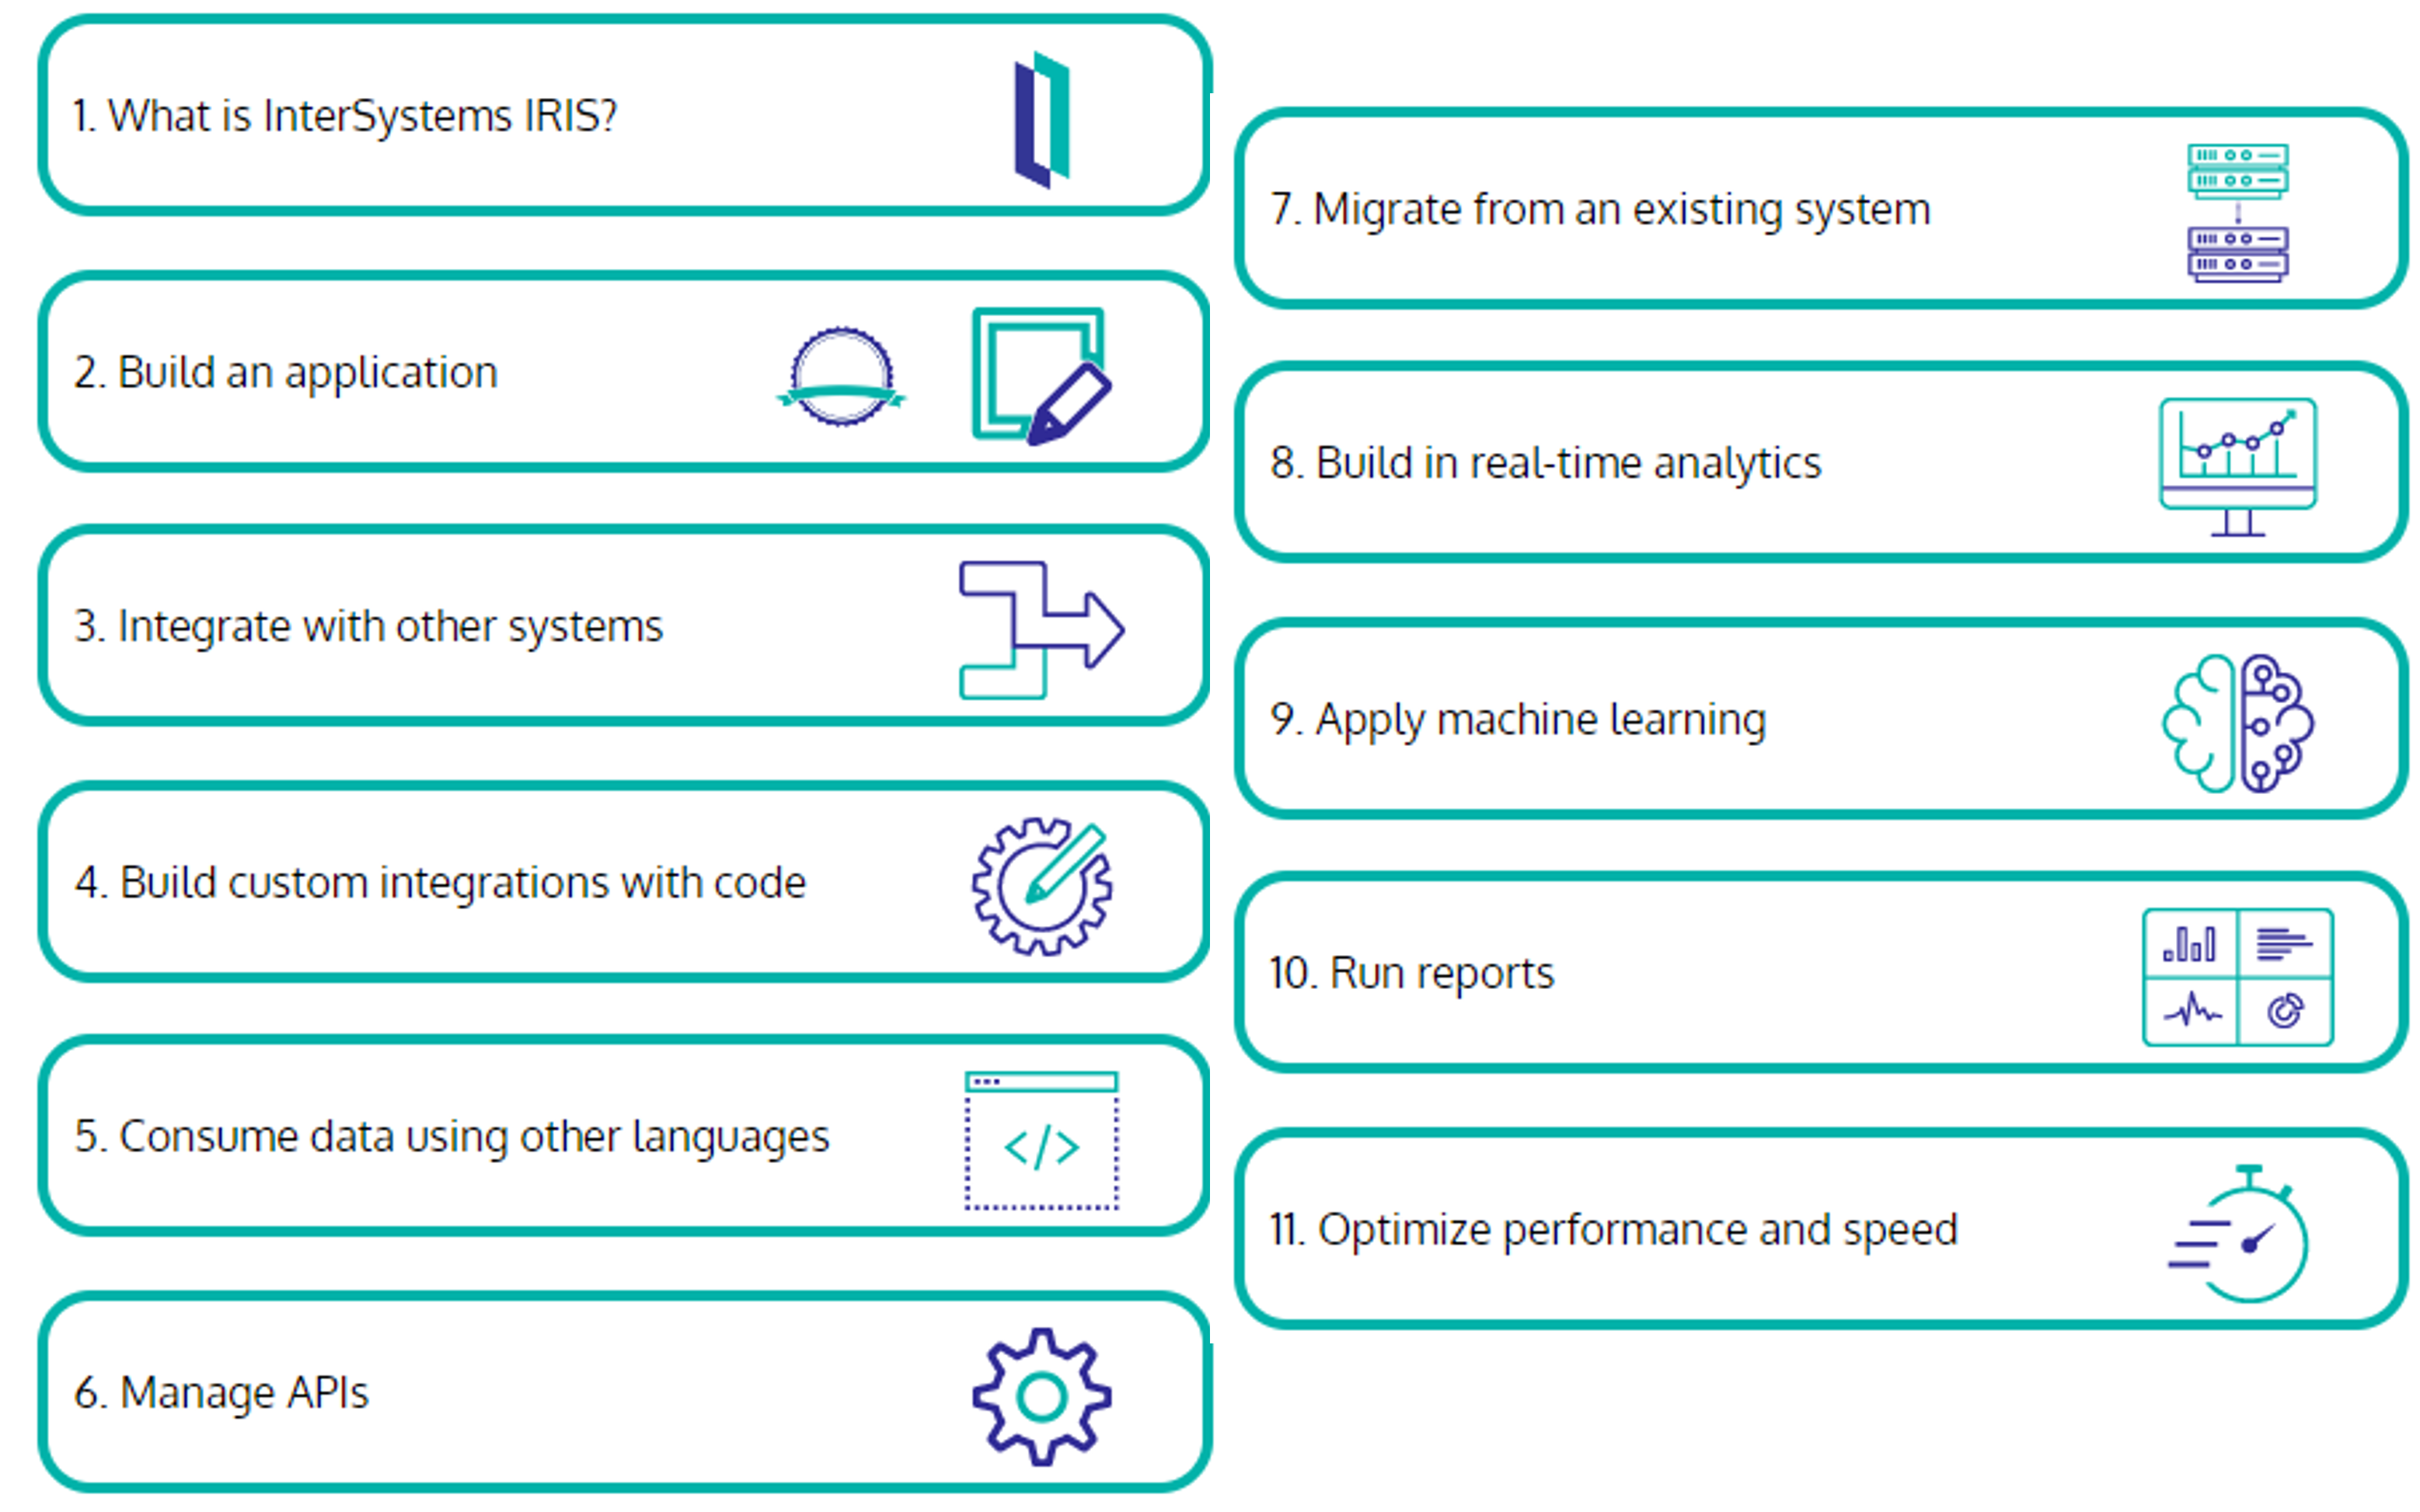 1. What is InterSystems IRIS?
2. Build an application
3. Integrate with other systems
4. Build custom integrations with code
5. Consume data using other languages
</>
6. Manage APIs
7. Migrate from an existing system
8. Build in real-time analytics
9. Apply machine learning
10. Run reports
11. Optimize performance and speed